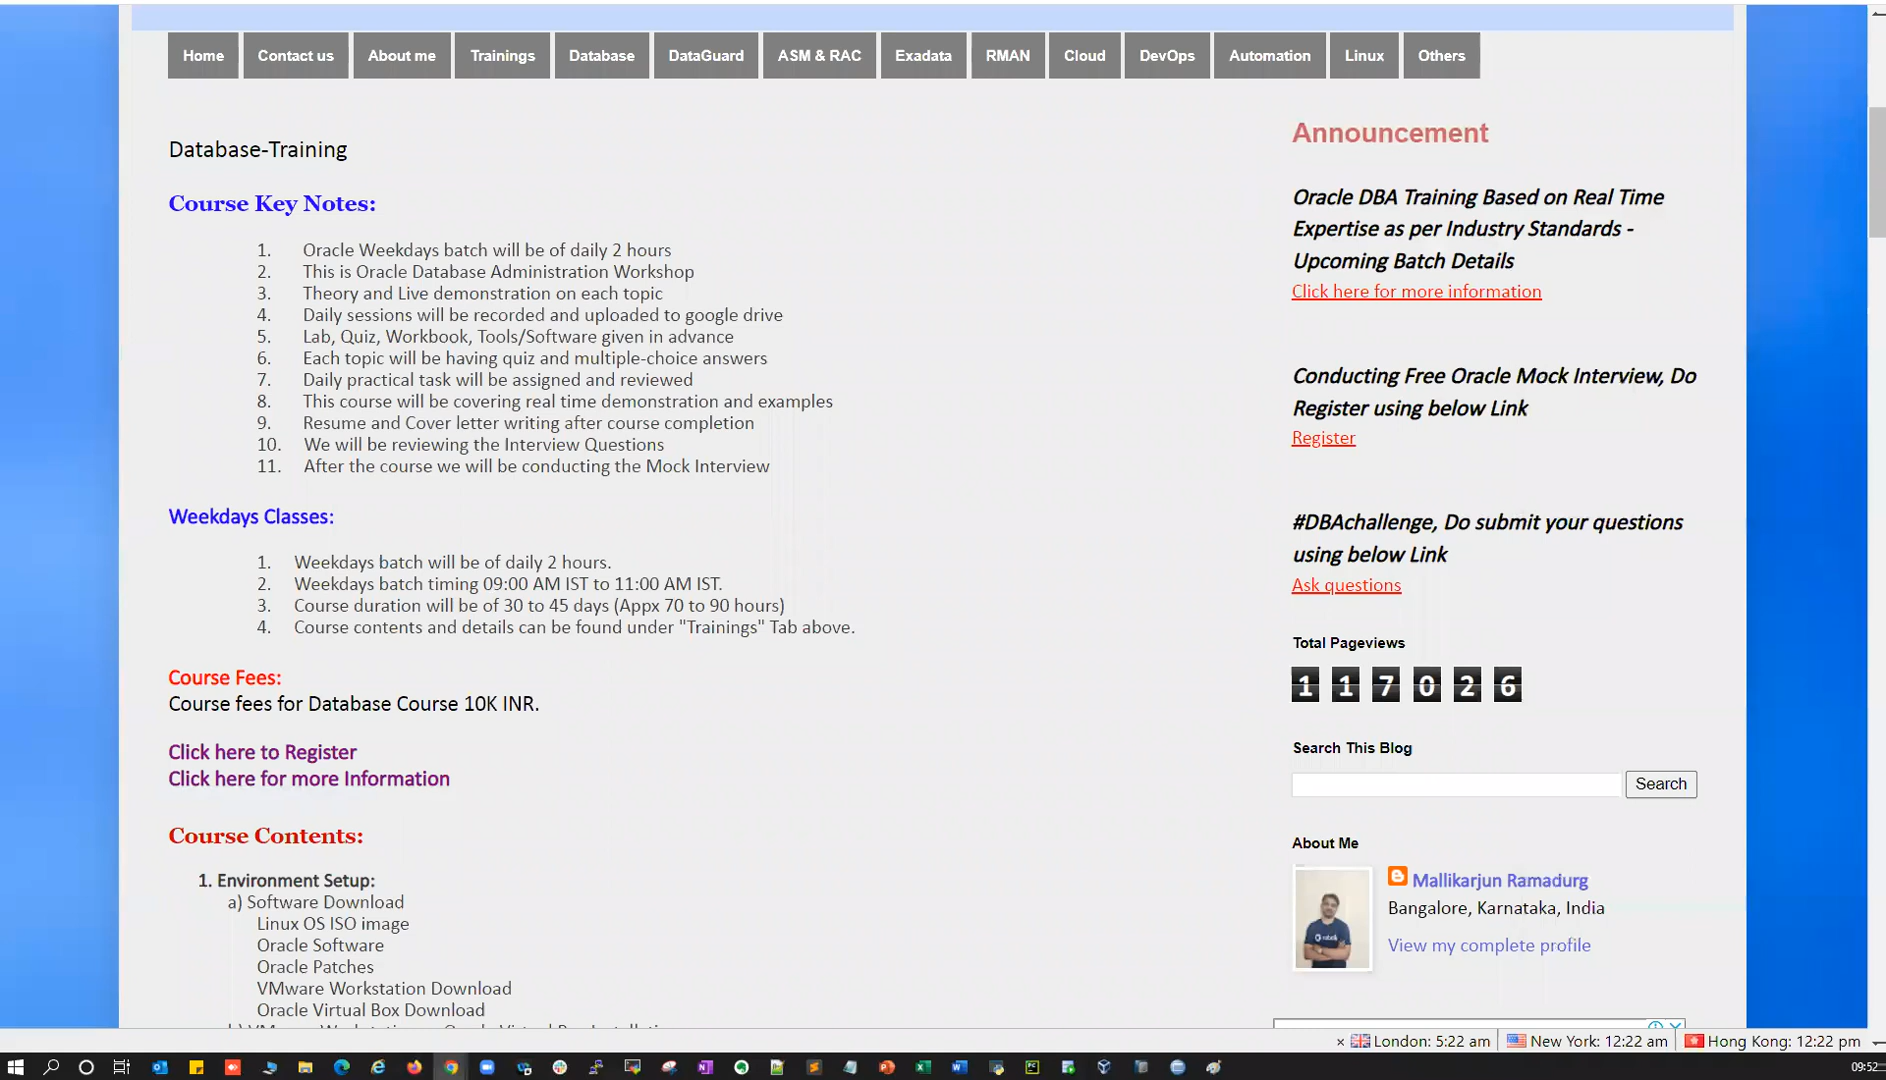 Home Contact us About me Trainings Database DataGuard ASM & RAC Exadata RMAN Cloud DevOps Automation Linux Others
Database-Training
Course Key Notes:
1. Oracle Weekdays batch will be of daily 2 hours
2. This is Oracle Database Administration Workshop
3. Theory and Live demonstration on each topic
4. Daily sessions will be recorded and uploaded to google drive
5. Lab, Quiz, Workbook, Tools/Software given in advance
6. Each topic will be having quiz and multiple-choice answers
7. Daily practical task will be assigned and reviewed
8. This course will be covering real time demonstration and examples
9. Resume and Cover letter writing after course completion
10. We will be reviewing the Interview Questions
11. After the course we will be conducting the Mock Interview
Weekdays Classes:
1. Weekdays batch will be of daily 2 hours.
2. Weekdays batch timing 09:00 AM IST to 11:00 AM IST.
3. Course duration will be of 30 to 45 days (Appx 70 to 90 hours)
4. Course contents and details can be found under "Trainings" Tab above.
Course Fees:
Course fees for Database Course 10K INR.
Click here to Register
Click here for more Information
Course Contents:
1. Environment Setup:
a) Software Download
Linux OS ISO image
Oracle Software
Oracle Patches
VMware Workstation Download
Oracle Virtual Box Download
Announcement
Oracle DBA Training Based on Real Time
Expertise as per Industry Standards -
Upcoming Batch Details
Click here for more information
Conducting Free Oracle Mock Interview, Do
Register using below Link
Register
#DBAchallenge, Do submit your questions
using below Link
Ask questions
Total Pageviews
1 1 7 0 2 6
Search This Blog
Search
About Me
Mallikarjun Ramadurg
Bangalore, Karnataka, India
View my complete profile
× London: 5:22 am New York: 12:22 am Hong Kong: 12:22 pm
09:52